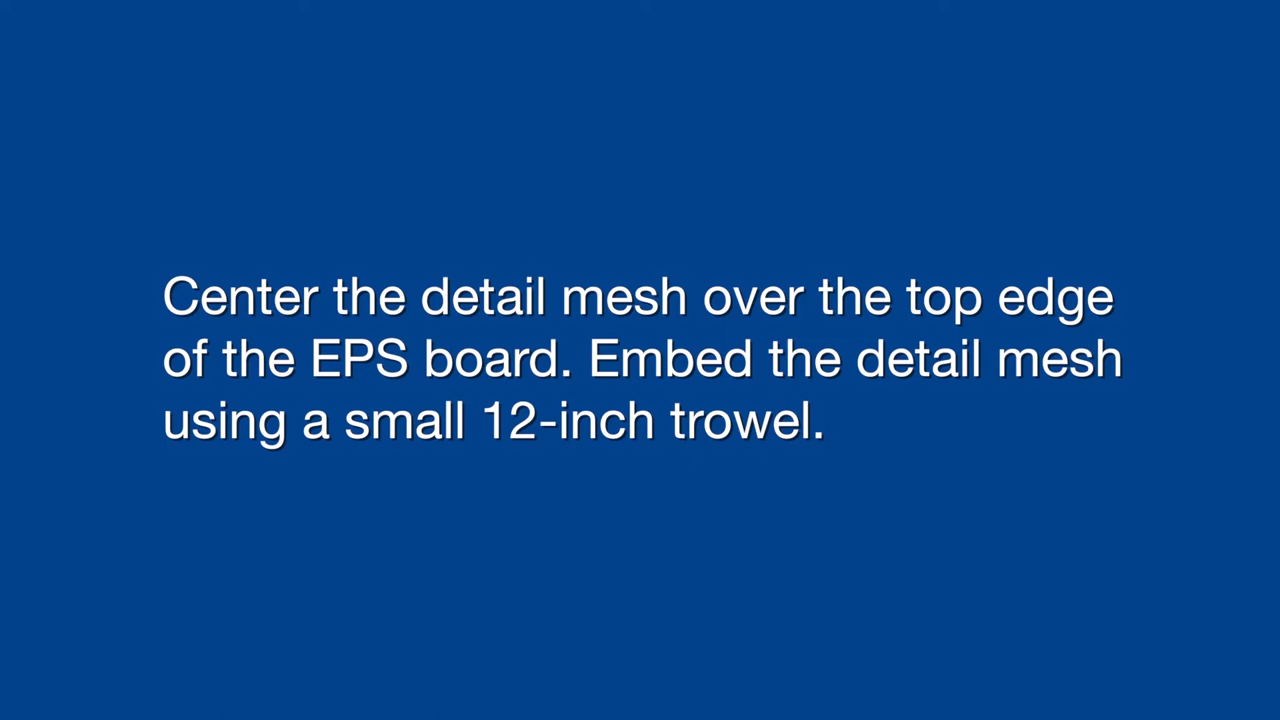 Center the detail mesh over the top edge
of the EPS board. Embed the detail mesh
using a small 12-inch trowel.